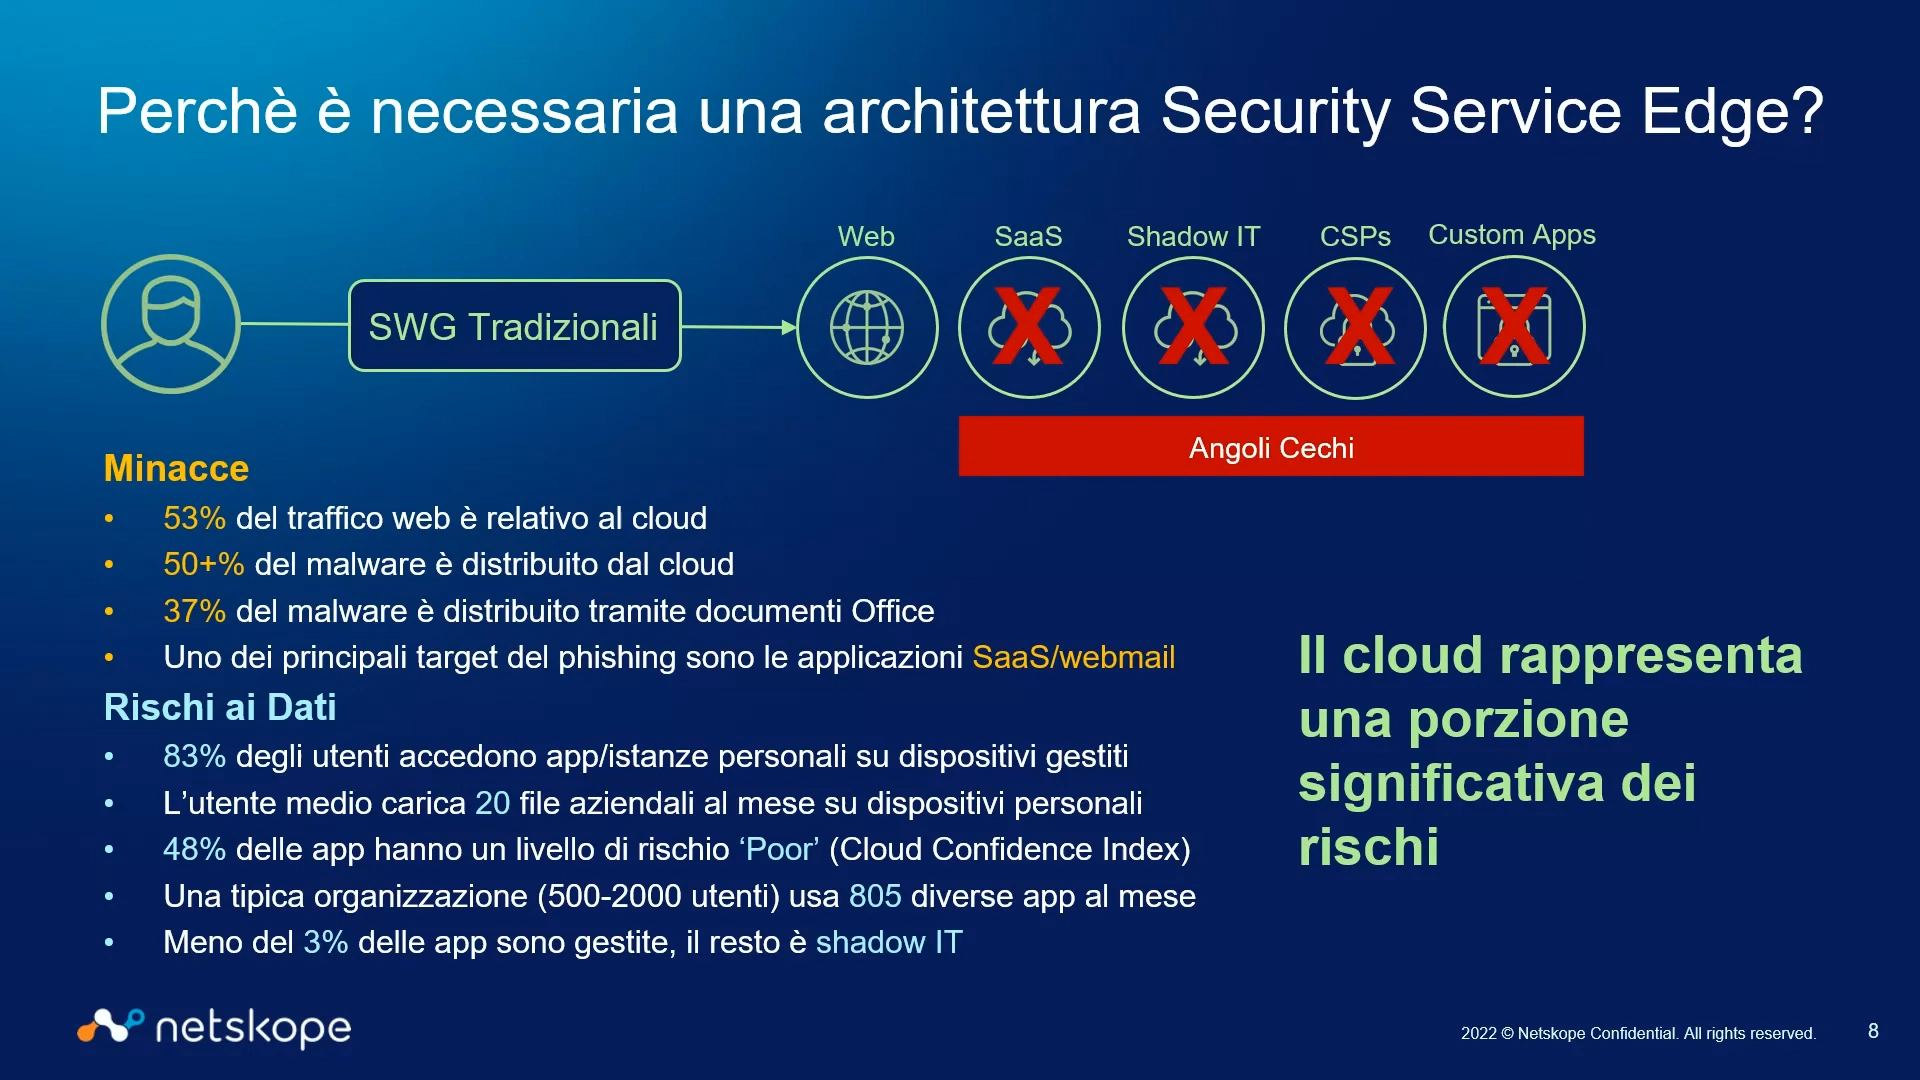 Perchè è necessaria una architettura Security Service Edge?
Web
SaaS
Shadow IT
CSPs
Custom Apps
SWG Tradizionali
X
X
X
X
Angoli Cechi
Minacce
• 53% del traffico web è relativo al cloud
• 50+% del malware è distribuito dal cloud
• 37% del malware è distribuito tramite documenti Office
• Uno dei principali target del phishing sono le applicazioni SaaS/webmail
Rischi ai Dati
• 83% degli utenti accedono app/istanze personali su dispositivi gestiti
• L’utente medio carica 20 file aziendali al mese su dispositivi personali
• 48% delle app hanno un livello di rischio ‘Poor’ (Cloud Confidence Index)
• Una tipica organizzazione (500-2000 utenti) usa 805 diverse app al mese
• Meno del 3% delle app sono gestite, il resto è shadow IT
Il cloud rappresenta
una porzione
significativa dei
rischi
netskope
2022 © Netskope Confidential. All rights reserved.
8